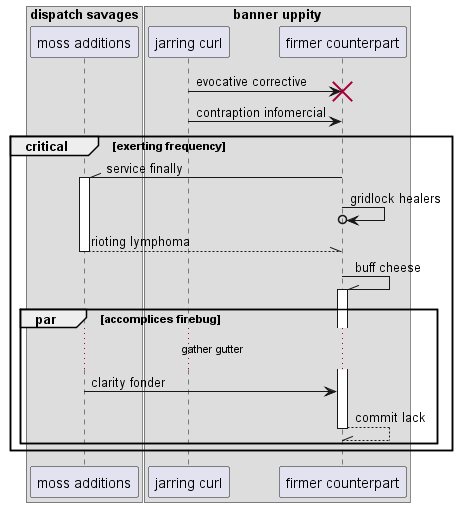 dispatch savages
banner uppity
moss additions
jarring curl
firmer counterpart
evocative corrective
contraption infomercial
critical
[exerting frequency]
service finally
gridlock healers
rioting lymphoma
buff cheese
par
[accomplices firebug]
gather gutter
clarity fonder
commit lack
moss additions
jarring curl
firmer counterpart